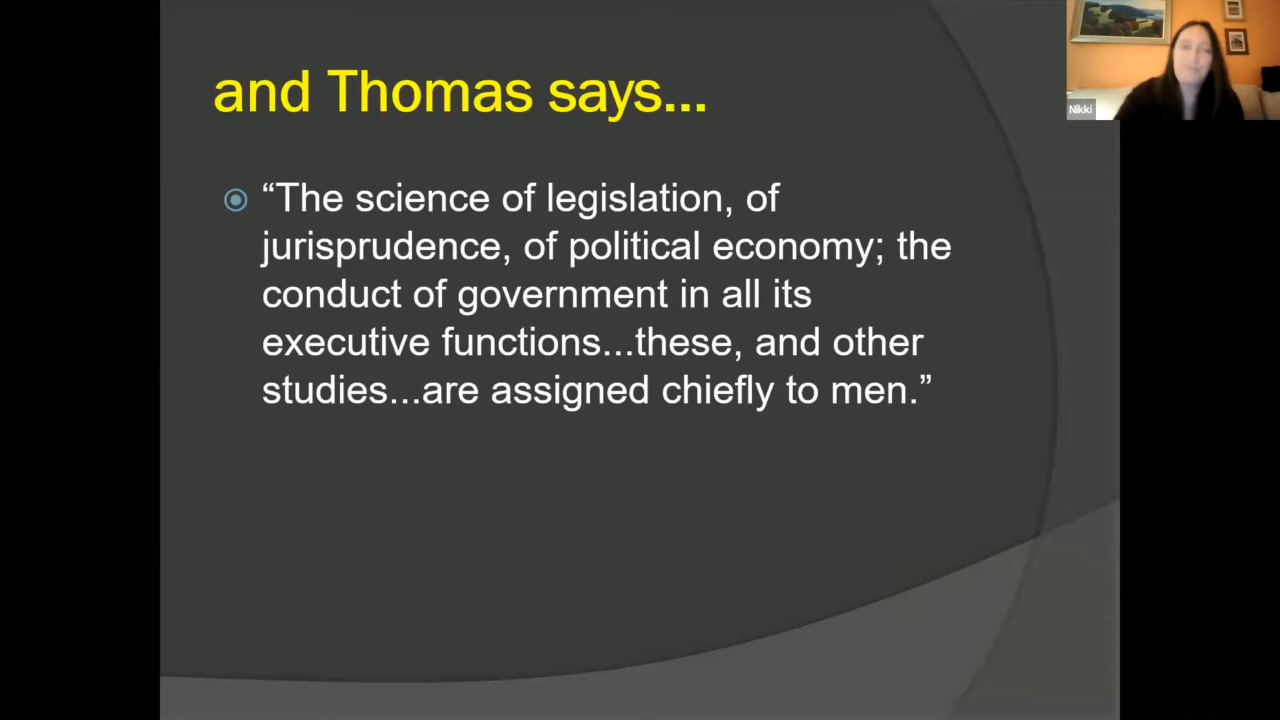 and Thomas says...
Nikki
“The science of legislation, of
jurisprudence, of political economy; the
conduct of government in all its
executive functions...these, and other
studies...are assigned chiefly to men.”